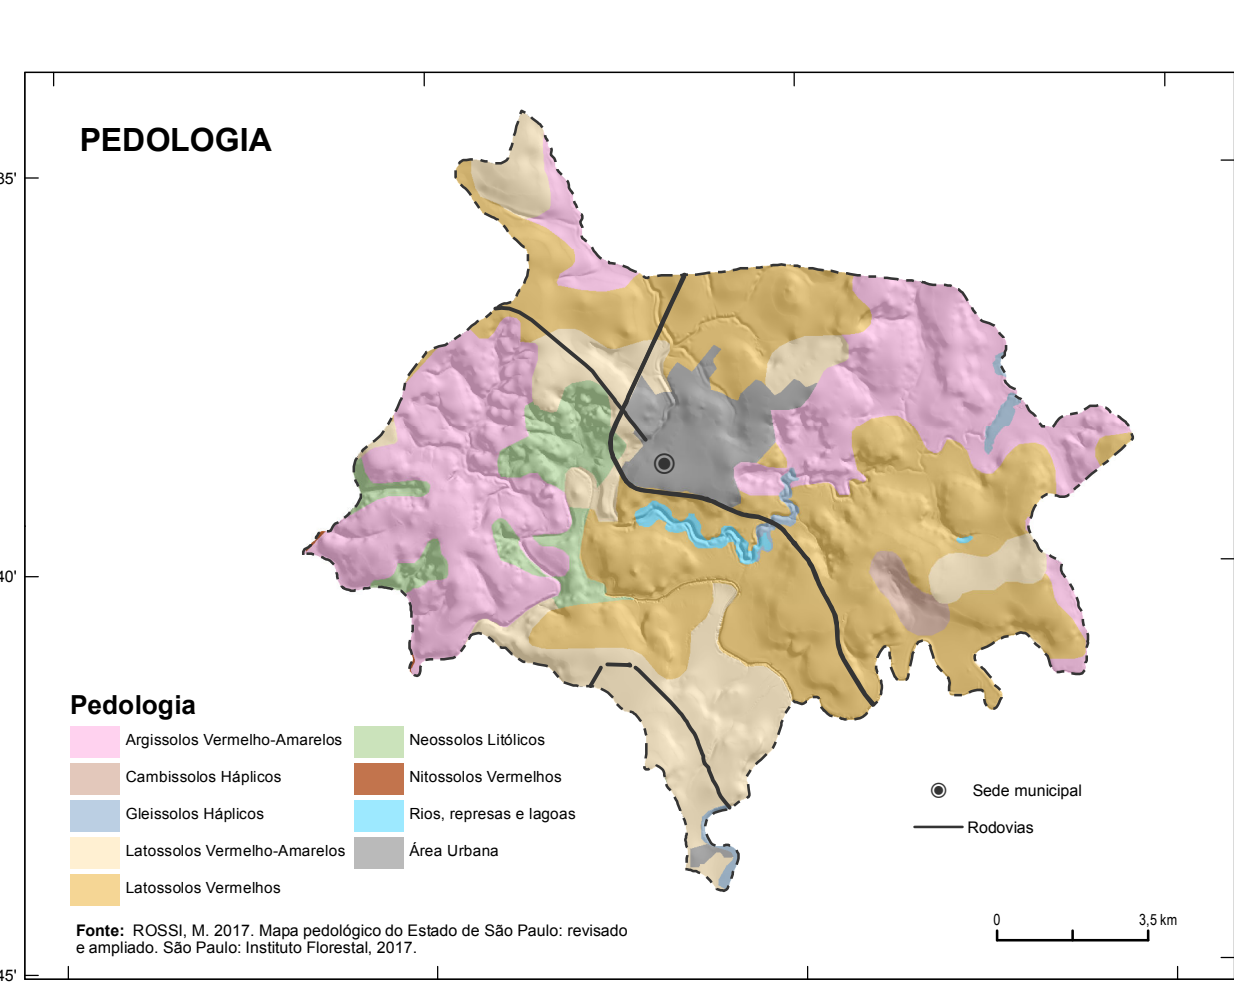 PEDOLOGIA
35'
40'
45'
Pedologia
Argissolos Vermelho-Amarelos
Cambissolos Háplicos
Gleissolos Háplicos
Latossolos Vermelho-Amarelos
Latossolos Vermelhos
Neossolos Litólicos
Nitossolos Vermelhos
Rios, represas e lagoas
Área Urbana
Sede municipal
Rodovias
0 3,5 km
Fonte: ROSSI, M. 2017. Mapa pedológico do Estado de São Paulo: revisado
e ampliado. São Paulo: Instituto Florestal, 2017.